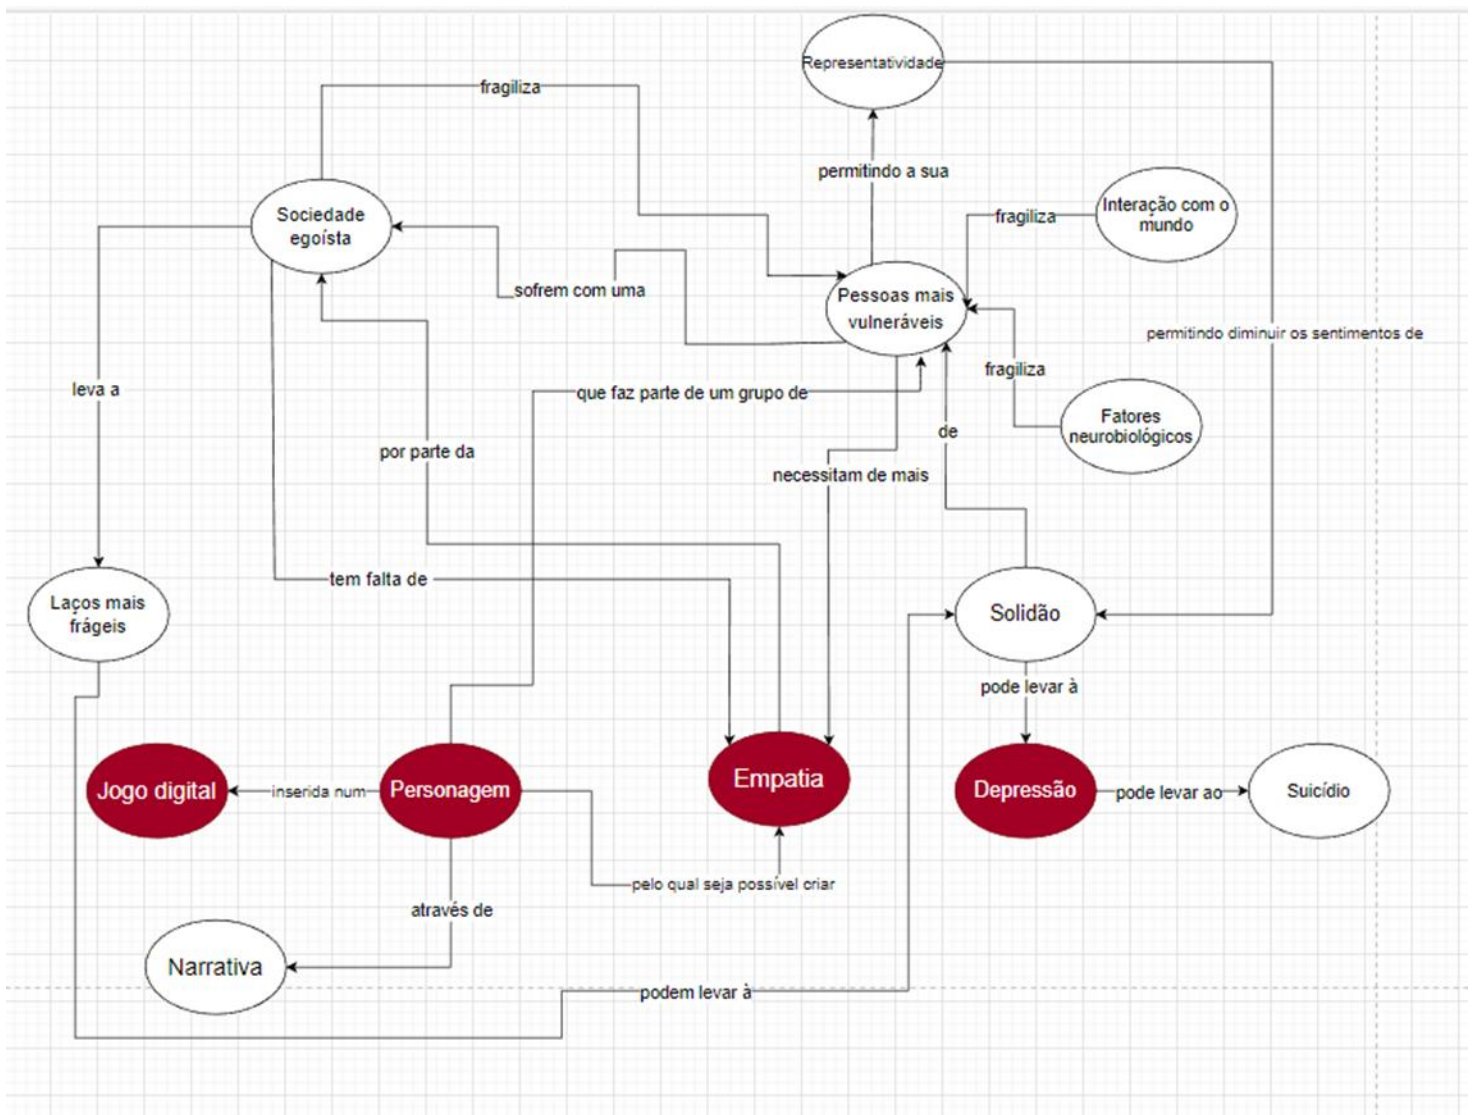 Representatividade
fragiliza
permitindo a sua
Sociedade
egoísta
Interação com o
mundo
fragiliza
sofrem com uma
Pessoas mais
vulneráveis
permitindo diminuir os sentimentos de
fragiliza
leva a
que faz parte de um grupo de
Fatores
neurobiológicos
de
por parte da
necessitam de mais
tem falta de
Laços mais
frágeis
Solidão
pode levar à
Jogo digital
inserida num
Personagem
Empatia
Depressão
pode levar ao
Suicídio
pelo qual seja possível criar
através de
Narrativa
podem levar à